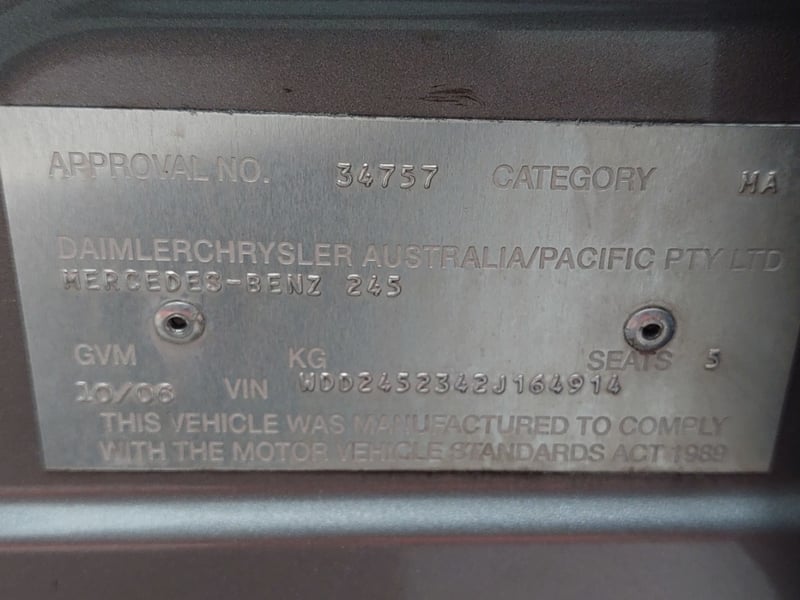 APPROVAL NO. 34757 CATEGORY MA
DAIMLERCHRYSLER AUSTRALIA/PACIFIC PTY LTD
MERCEDES-BENZ 245
GVM KG SEATS 5
10/06 VIN WDD2452342J164914
THIS VEHICLE WAS MANUFACTURED TO COMPLY
WITH THE MOTOR VEHICLE STANDARDS ACT 1989